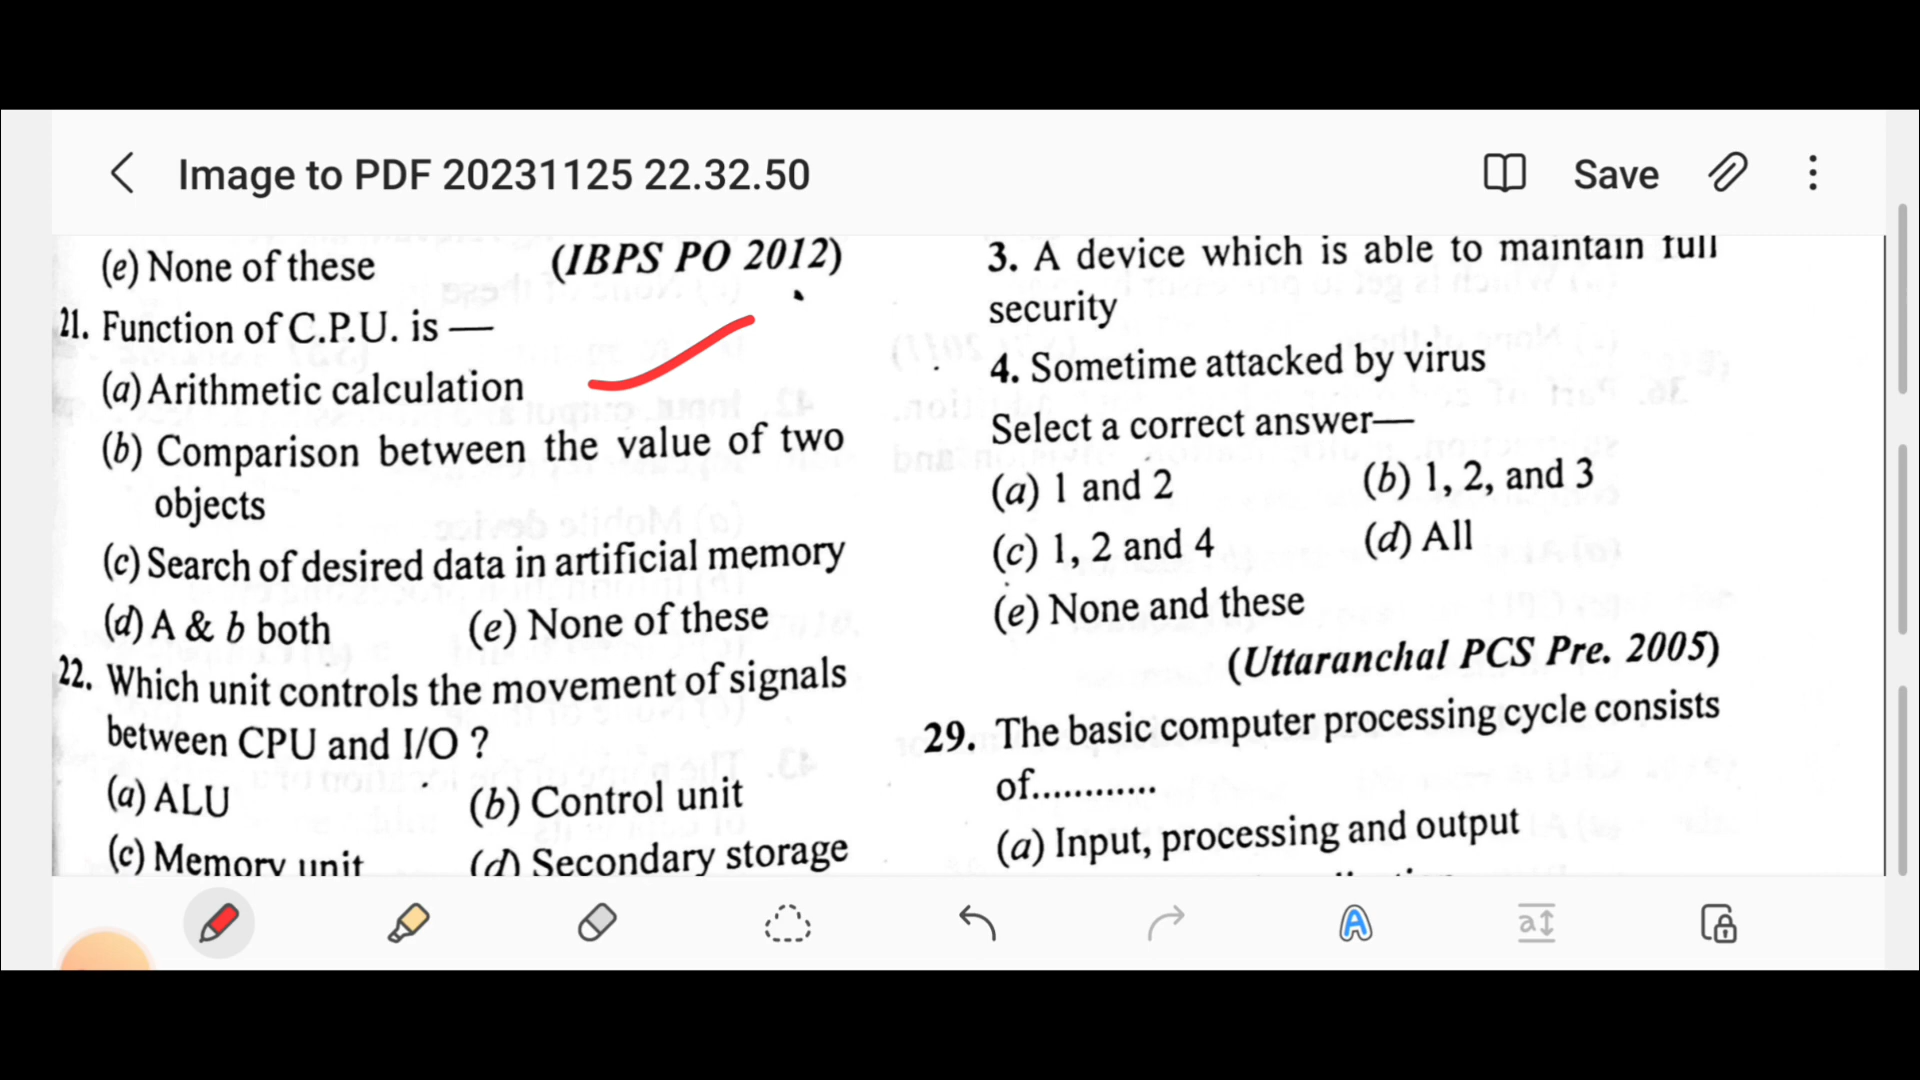 Image to PDF 20231125 22.32.50
Save
(e) None of these (IBPS PO 2012)
21. Function of C.P.U. is —
(a) Arithmetic calculation
(b) Comparison between the value of two
objects
(c) Search of desired data in artificial memory
(d) A & b both (e) None of these
22. Which unit controls the movement of signals
between CPU and I/O ?
(a) ALU (b) Control unit
(c) Memory unit (d) Secondary storage
3. A device which is able to maintain full
security
4. Sometime attacked by virus
Select a correct answer—
(a) 1 and 2 (b) 1, 2, and 3
(c) 1, 2 and 4 (d) All
(e) None and these
(Uttaranchal PCS Pre. 2005)
29. The basic computer processing cycle consists
of............
(a) Input, processing and output